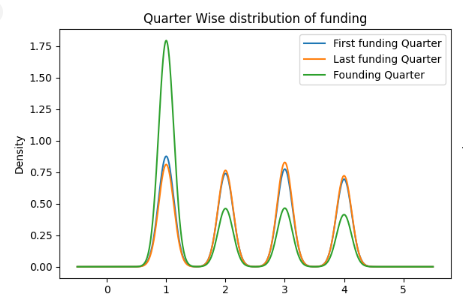 Quarter Wise distribution of funding
First funding Quarter
Last funding Quarter
Founding Quarter
Density
1.75
1.50
1.25
1.00
0.75
0.50
0.25
0.00
0 1 2 3 4 5